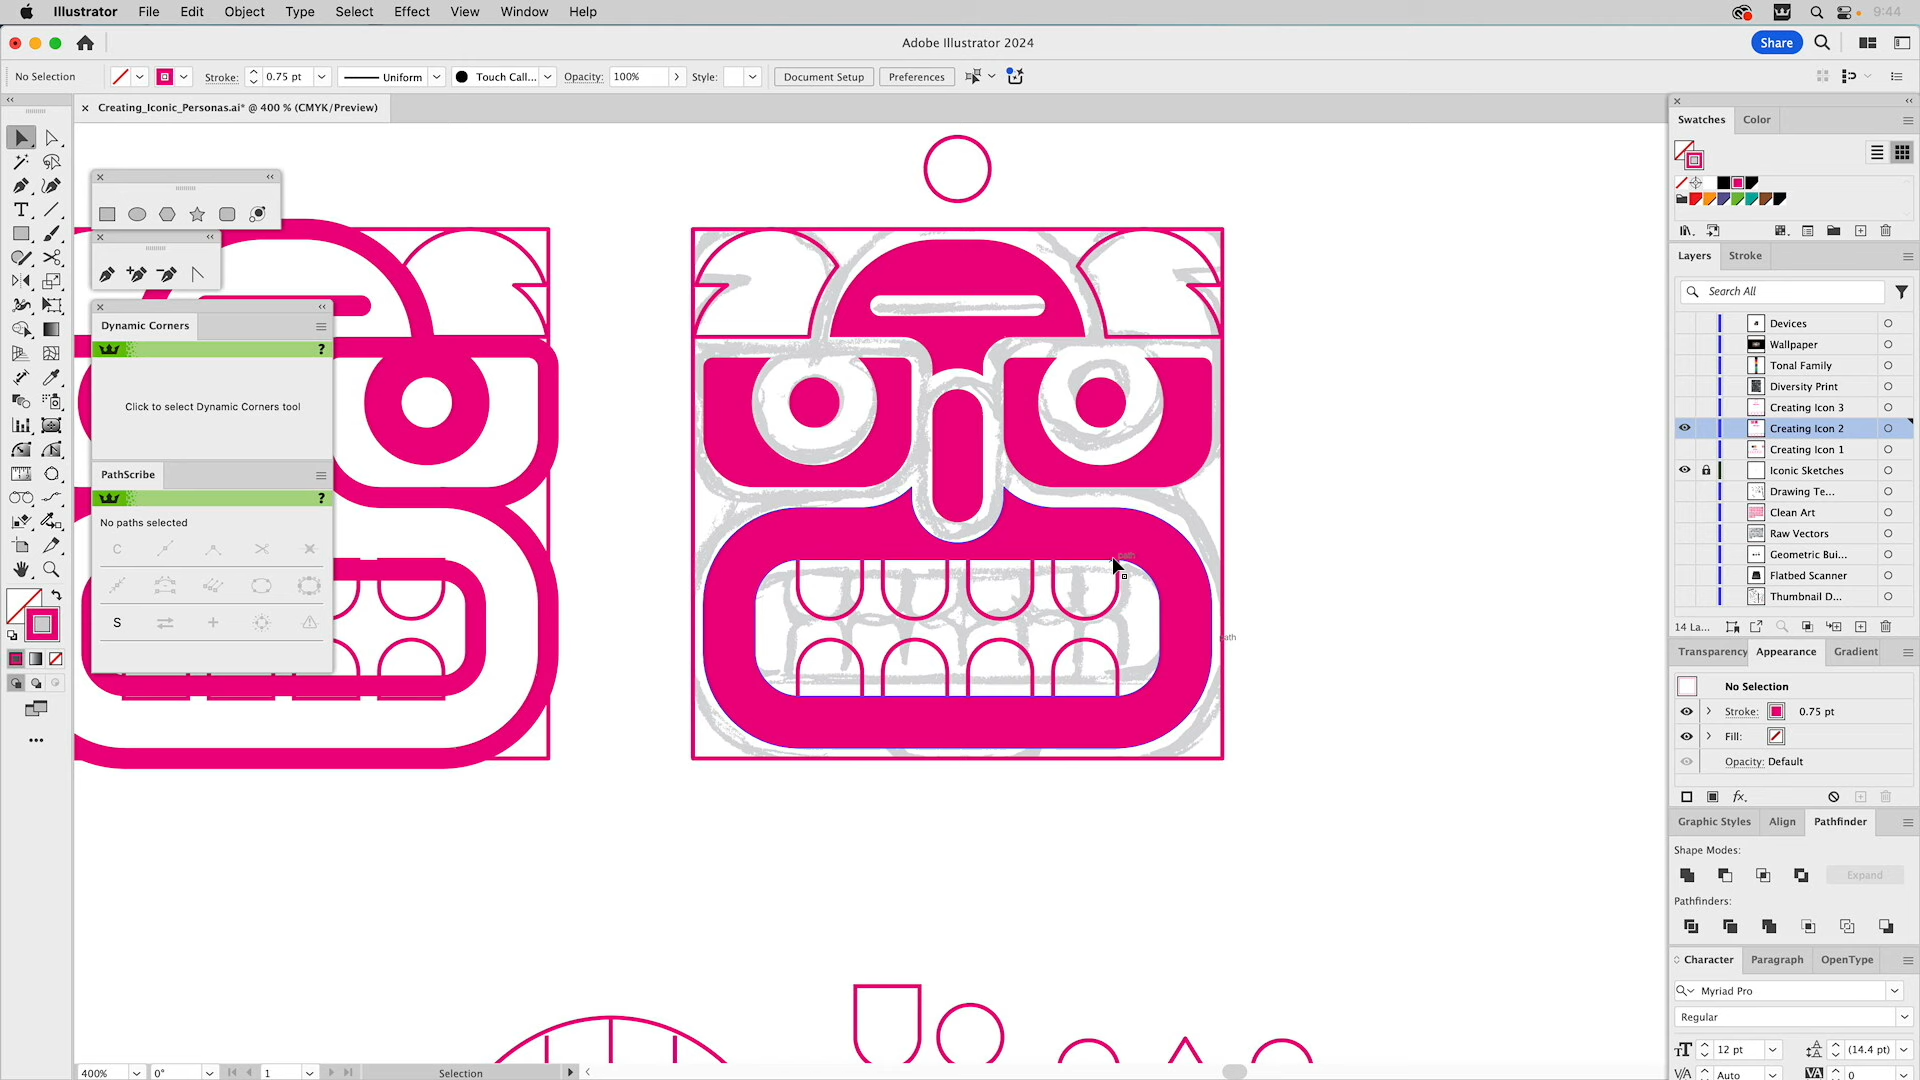 Illustrator File Edit Object Type Select Effect View Window Help 9:44
Adobe Illustrator 2024
Share
No Selection Stroke: 0.75 pt Uniform Touch Call... Opacity: 100% Style: Document Setup Preferences
× Creating_Iconic_Personas.ai* @ 400 % (CMYK/Preview)
Dynamic Corners
?
Click to select Dynamic Corners tool
PathScribe
?
No paths selected
C
S
path
path
Swatches Color
Layers Stroke
Search All
Devices
Wallpaper
Tonal Family
Diversity Print
Creating Icon 3
Creating Icon 2
Creating Icon 1
Iconic Sketches
Drawing Te...
Clean Art
Raw Vectors
Geometric Bui...
Flatbed Scanner
Thumbnail D...
14 La...
Transparency Appearance Gradient
No Selection
Stroke: 0.75 pt
Fill:
Opacity: Default
fx.
Graphic Styles Align Pathfinder
Shape Modes:
Expand
Pathfinders:
Character Paragraph OpenType
Myriad Pro
Regular
12 pt (14.4 pt)
Auto 0
400% 0° 1 Selection